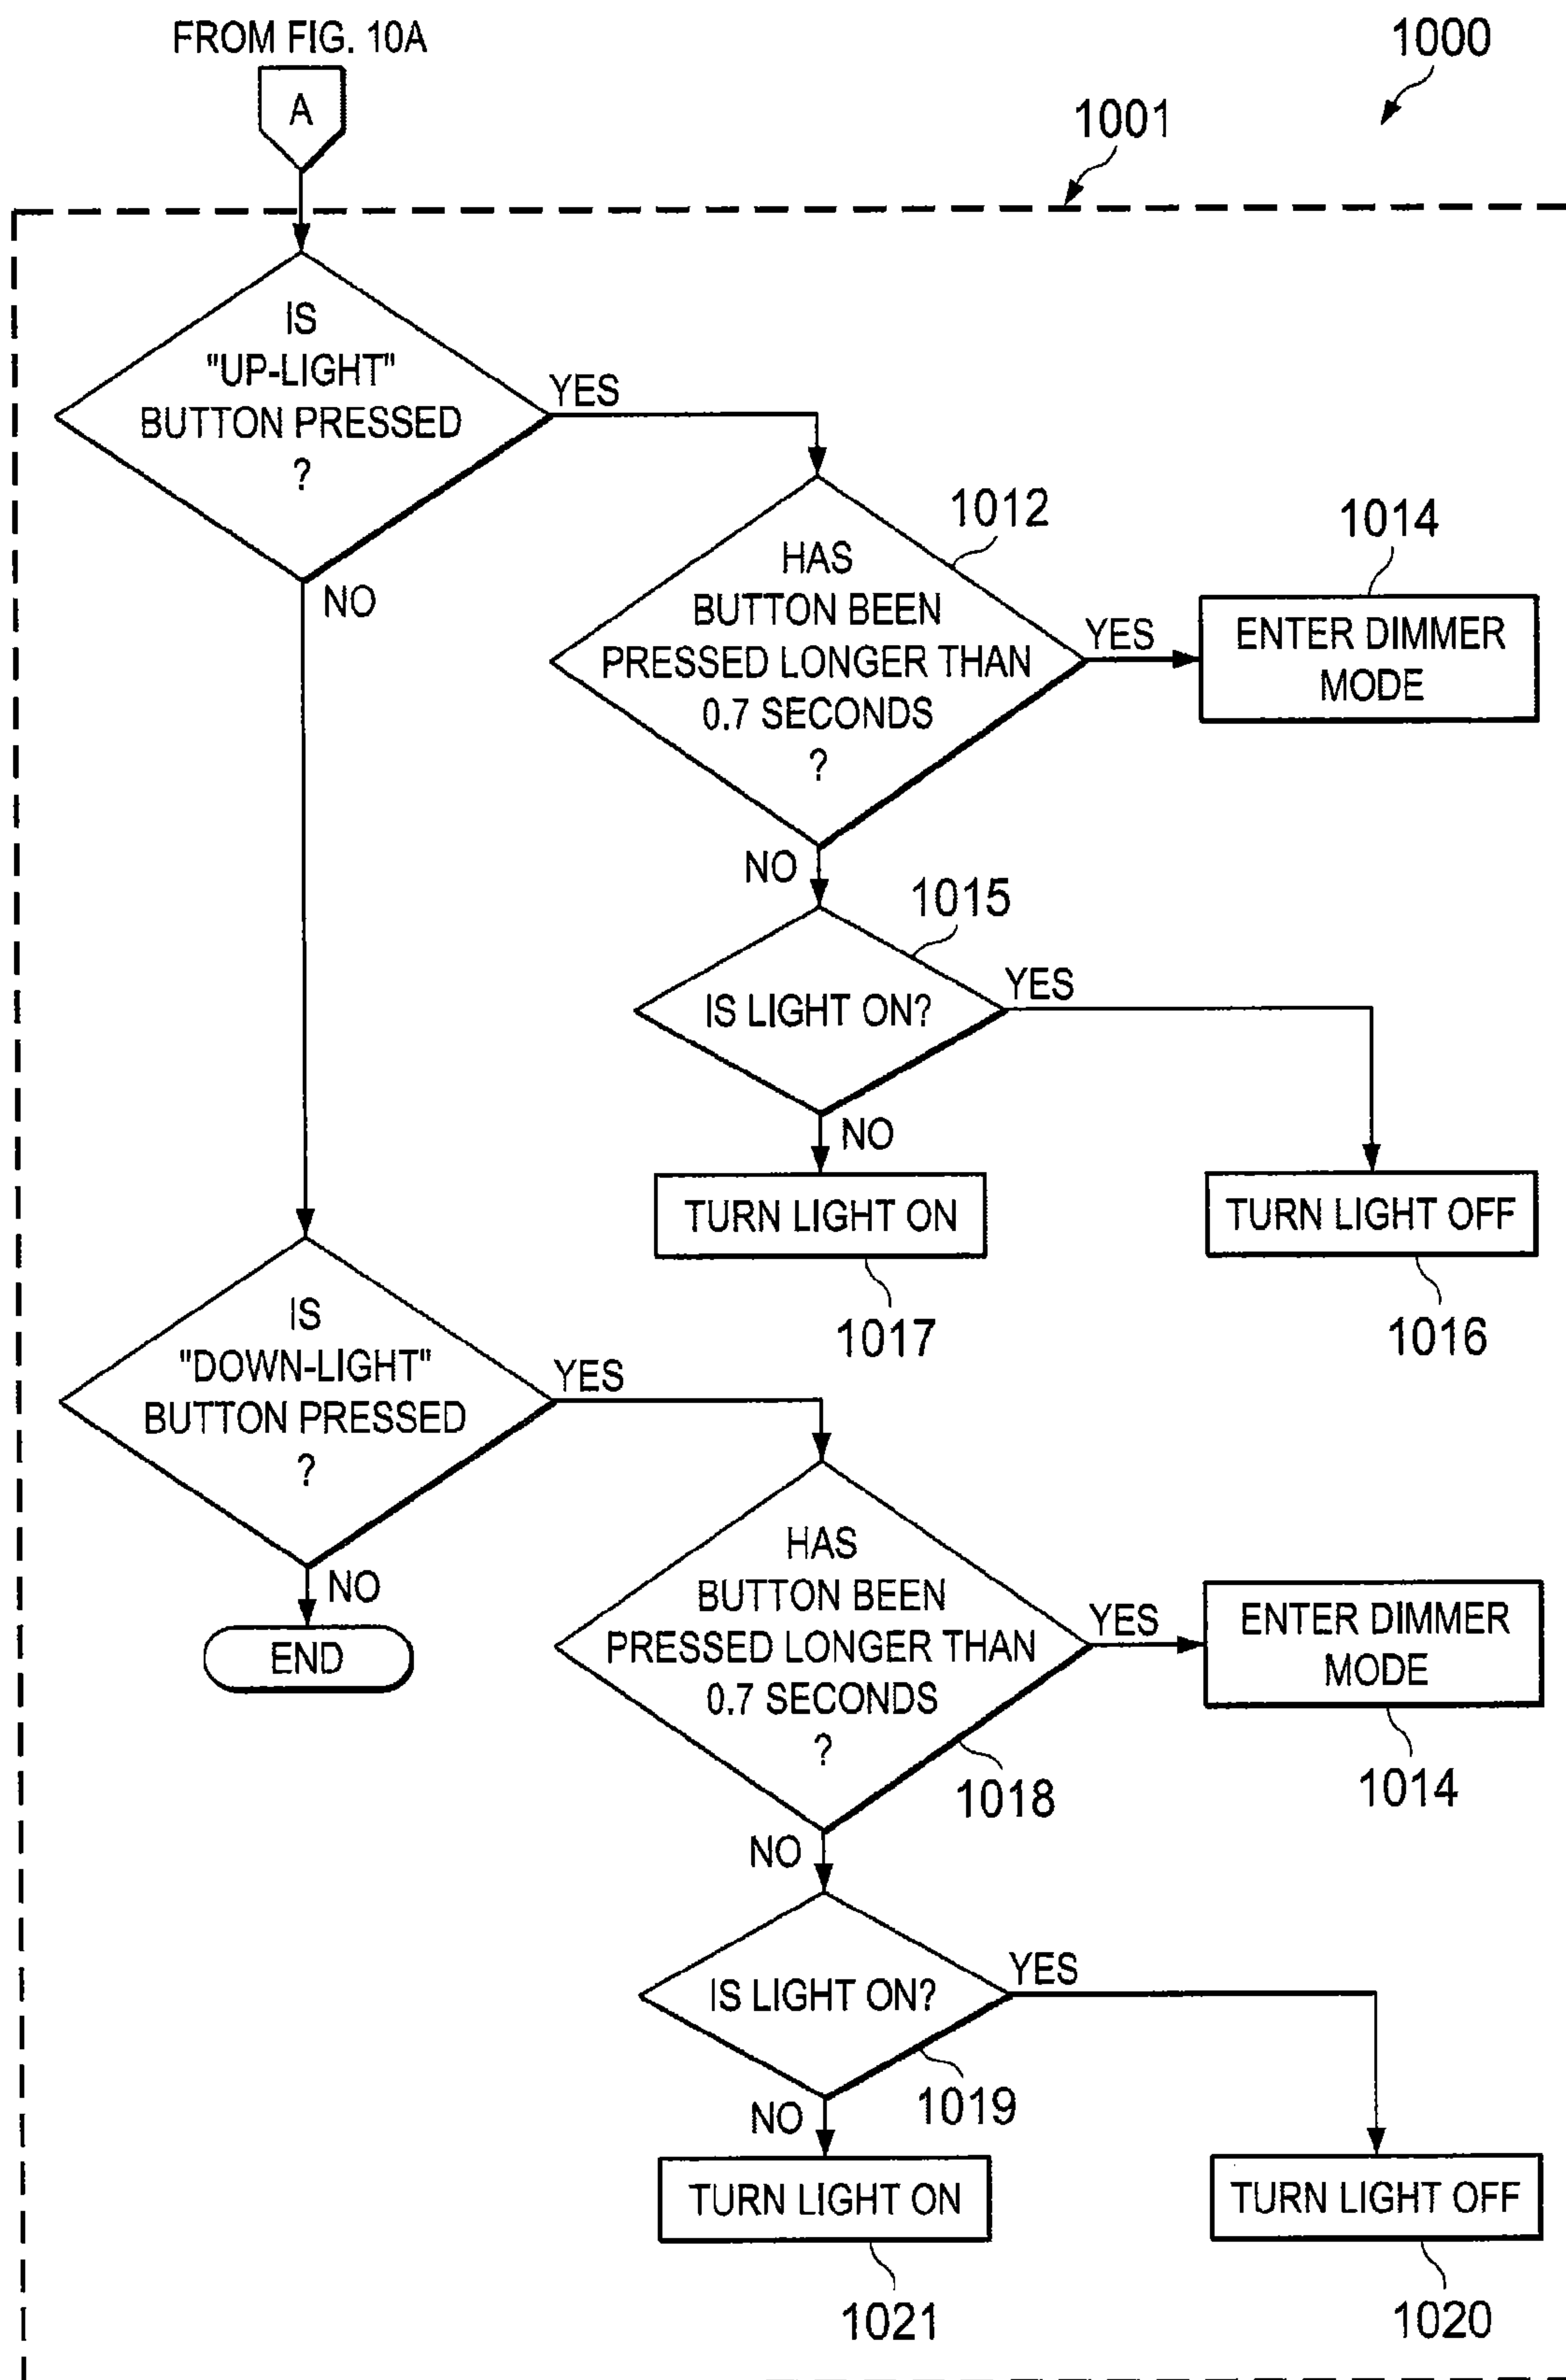 FROM FIG. 10A
A
1000
1001
IS
"UP-LIGHT"
BUTTON PRESSED
?
YES
NO
1012
HAS
BUTTON BEEN
PRESSED LONGER THAN
0.7 SECONDS
?
YES
1014
ENTER DIMMER
MODE
NO
1015
IS LIGHT ON?
YES
NO
TURN LIGHT ON
1017
TURN LIGHT OFF
1016
IS
"DOWN-LIGHT"
BUTTON PRESSED
?
YES
NO
END
HAS
BUTTON BEEN
PRESSED LONGER THAN
0.7 SECONDS
?
1018
YES
ENTER DIMMER
MODE
1014
NO
IS LIGHT ON?
1019
YES
NO
TURN LIGHT ON
1021
TURN LIGHT OFF
1020